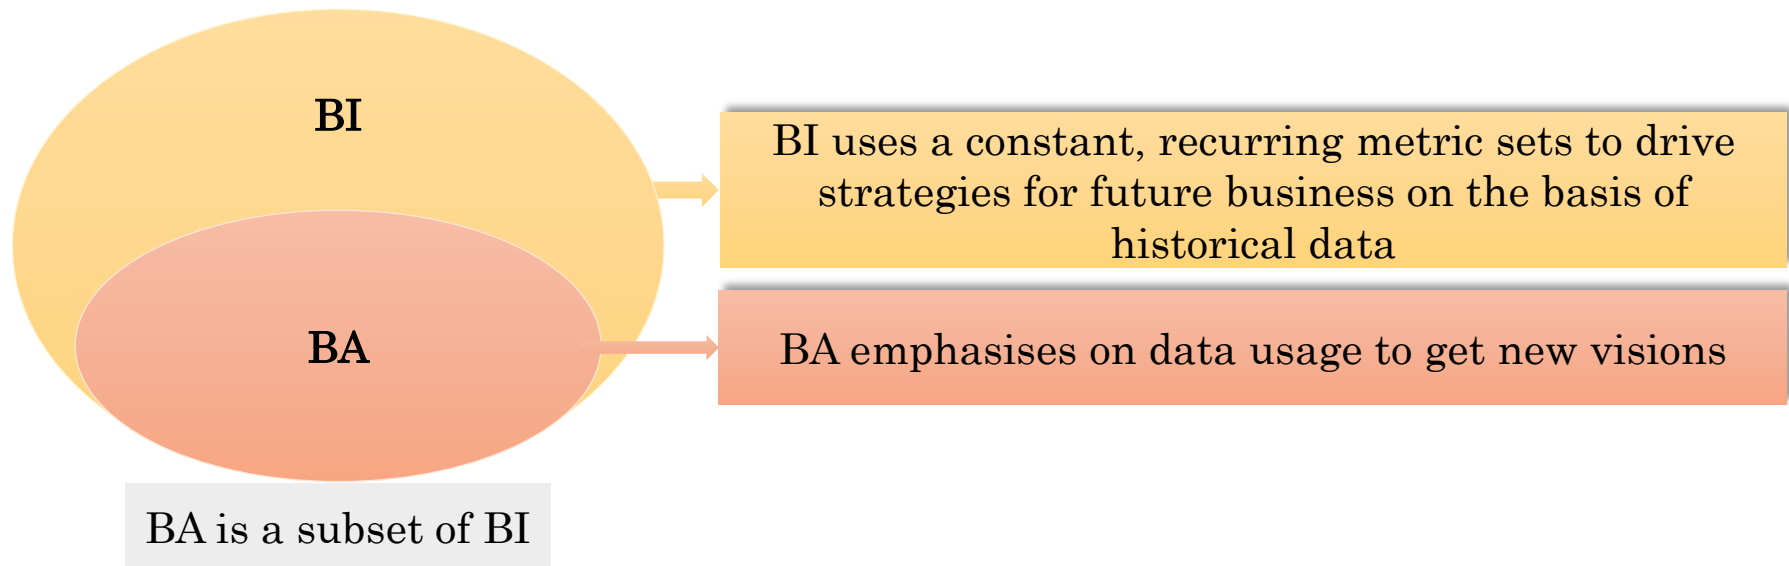 BI
BI uses a constant, recurring metric sets to drive
strategies for future business on the basis of
historical data
BA
BA emphasises on data usage to get new visions
BA is a subset of BI